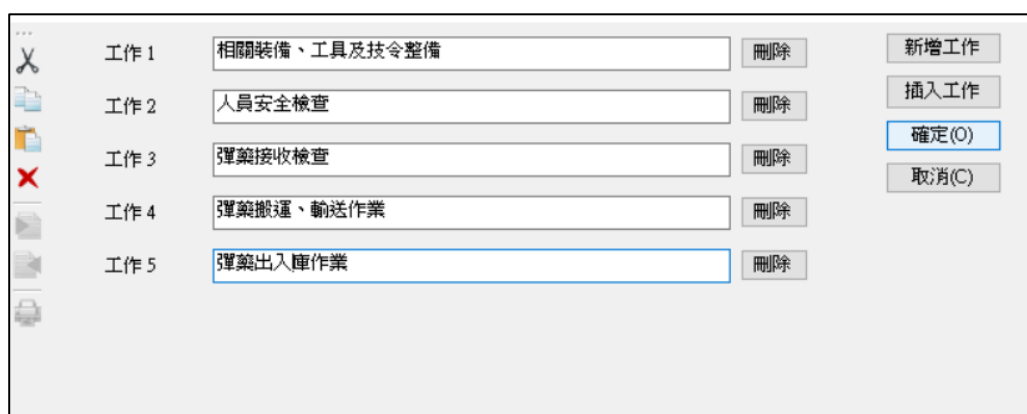 工作 1 相關裝備、工具及技令整備 刪除 新增工作
工作 2 人員安全檢查 刪除 插入工作
工作 3 彈藥接收檢查 刪除 確定(O)
工作 4 彈藥搬運、輸送作業 刪除 取消(C)
工作 5 彈藥出入庫作業 刪除